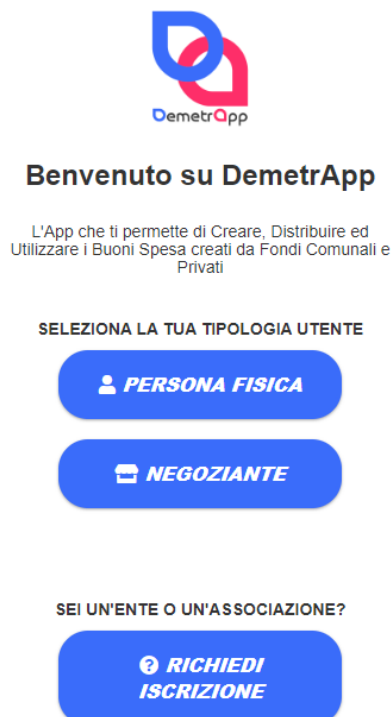 DemetrApp
Benvenuto su DemetrApp
L'App che ti permette di Creare, Distribuire ed
Utilizzare i Buoni Spesa creati da Fondi Comunali e
Privati
SELEZIONA LA TUA TIPOLOGIA UTENTE
PERSONA FISICA
NEGOZIANTE
SEI UN'ENTE O UN'ASSOCIAZIONE?
RICHIEDI
ISCRIZIONE